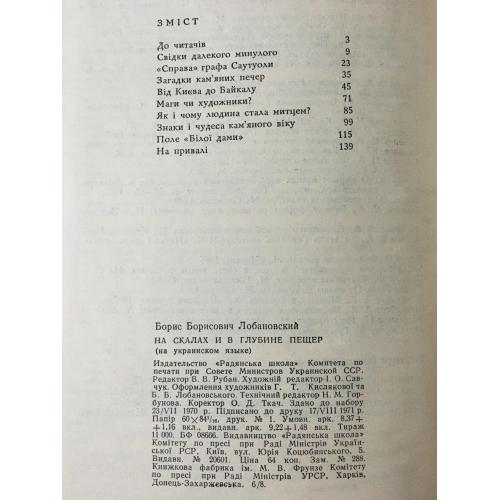 ЗМІСТ
До читачів 3
Свідки далекого минулого 9
«Справа» графа Саутуоли 23
Загадки кам'яних печер 35
Від Києва до Байкалу 45
Маги чи художники? 71
Як і чому людина стала митцем? 85
Знаки і чудеса кам'яного віку 99
Поле «Білої дами» 115
На привалі 139
Борис Борисович Лобановский
НА СКАЛАХ И В ГЛУБИНЕ ПЕЩЕР
(на украинском языке)
Издательство «Радянська школа» Комитета по
печати при Совете Министров Украинской ССР.
Редактор В. В. Рубан. Художній редактор І. О. Сав-
чук. Оформлення художників Г. Т. Кислякової та
Б. Б. Лобановського. Технічний редактор Н. М. Гор-
бунова. Коректор О. Д. Ткач. Здано до набору
23/VII 1970 р. Підписано до друку 17/VIII 1971 р.
Папір 60×84¹/₁₆ друк. № 1. Умовн. арк. 8,37+
+1,16 вкл., видавн. арк. 9,22+1,48 вкл. Тираж
11 000. БФ 08666. Видавництво «Радянська школа»
Комітету по пресі при Раді Міністрів Україн-
ської РСР, Київ, вул. Юрія Коцюбинського, 5.
Видавн. № 20601. Ціна 64 коп. Зам. № 288.
Книжкова фабрика ім. М. В. Фрунзе Комітету
по пресі при Раді Міністрів УРСР, Харків,
Донець-Захаржевська, 6/8.